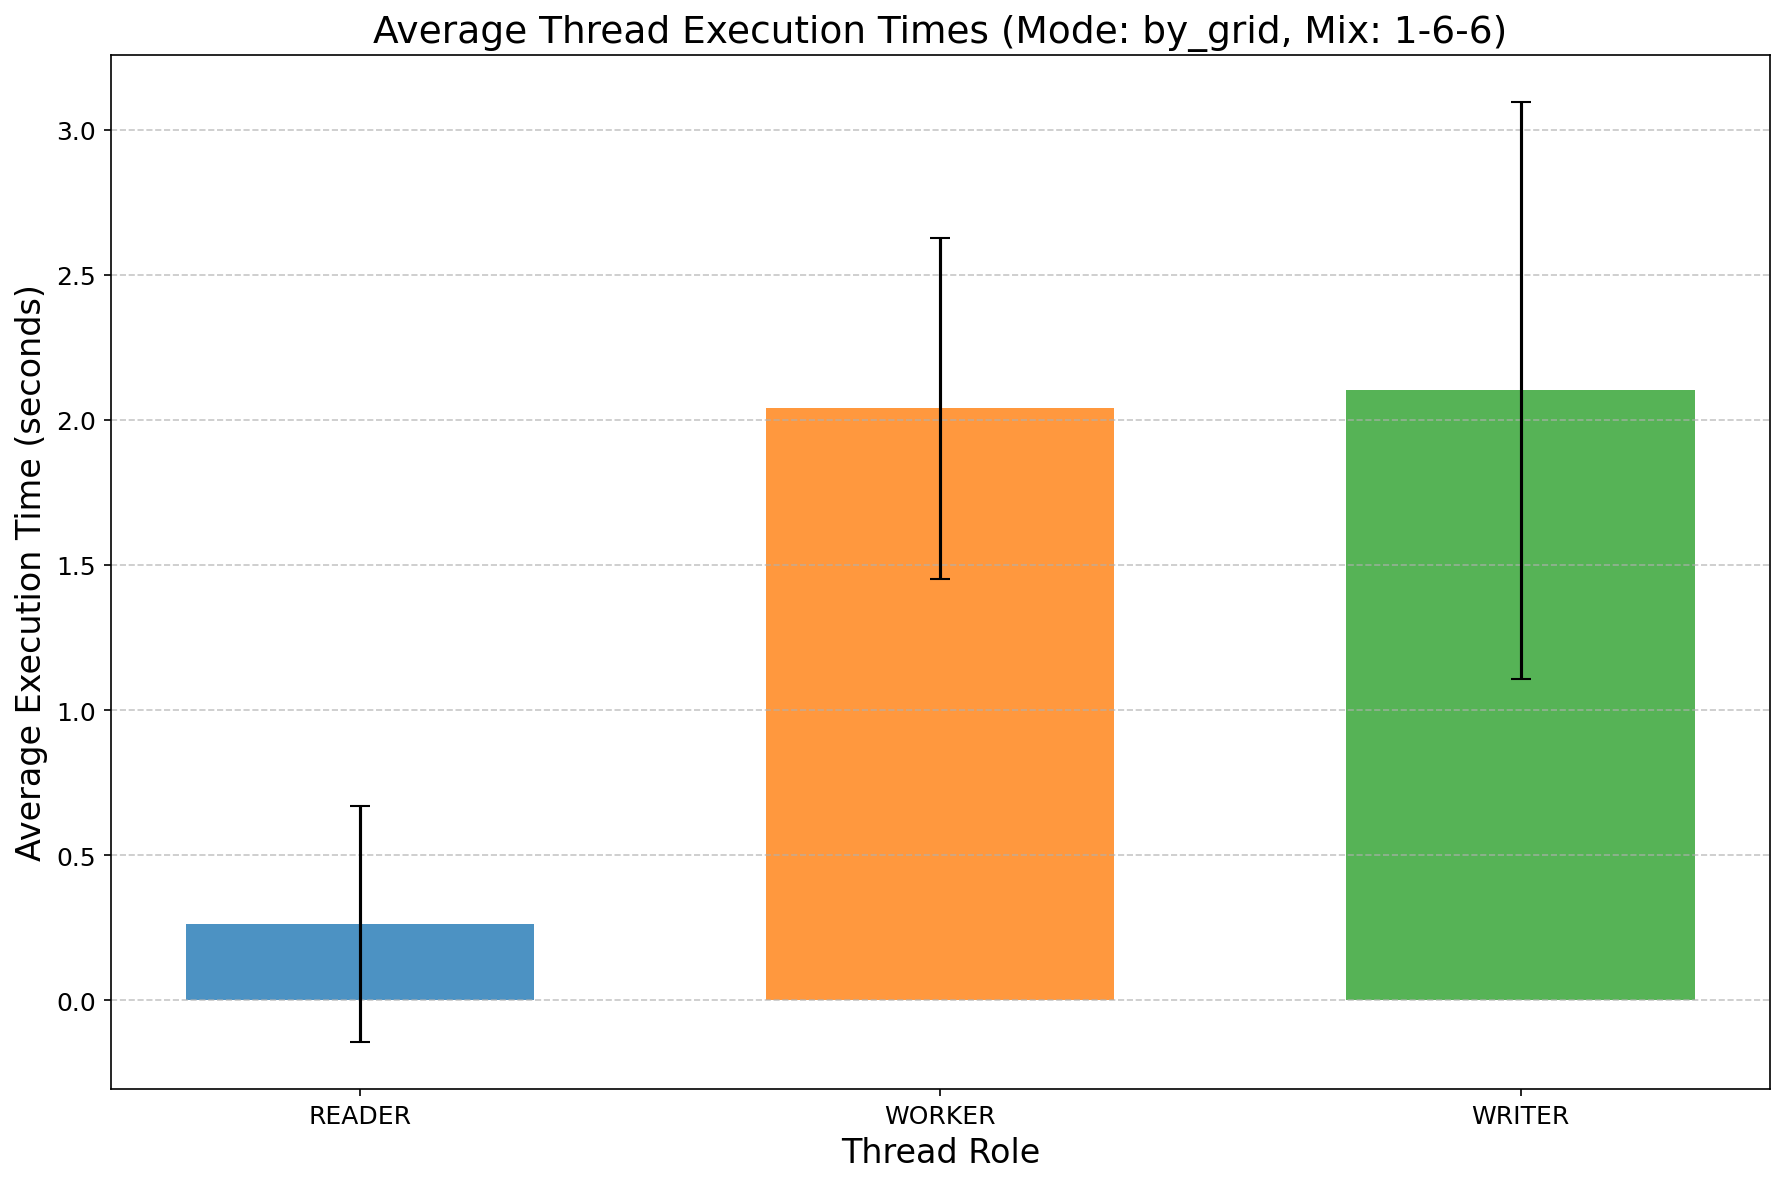 Average Thread Execution Times (Mode: by_grid, Mix: 1-6-6)
Average Execution Time (seconds)
3.0
2.5
2.0
1.5
1.0
0.5
0.0
READER
WORKER
WRITER
Thread Role